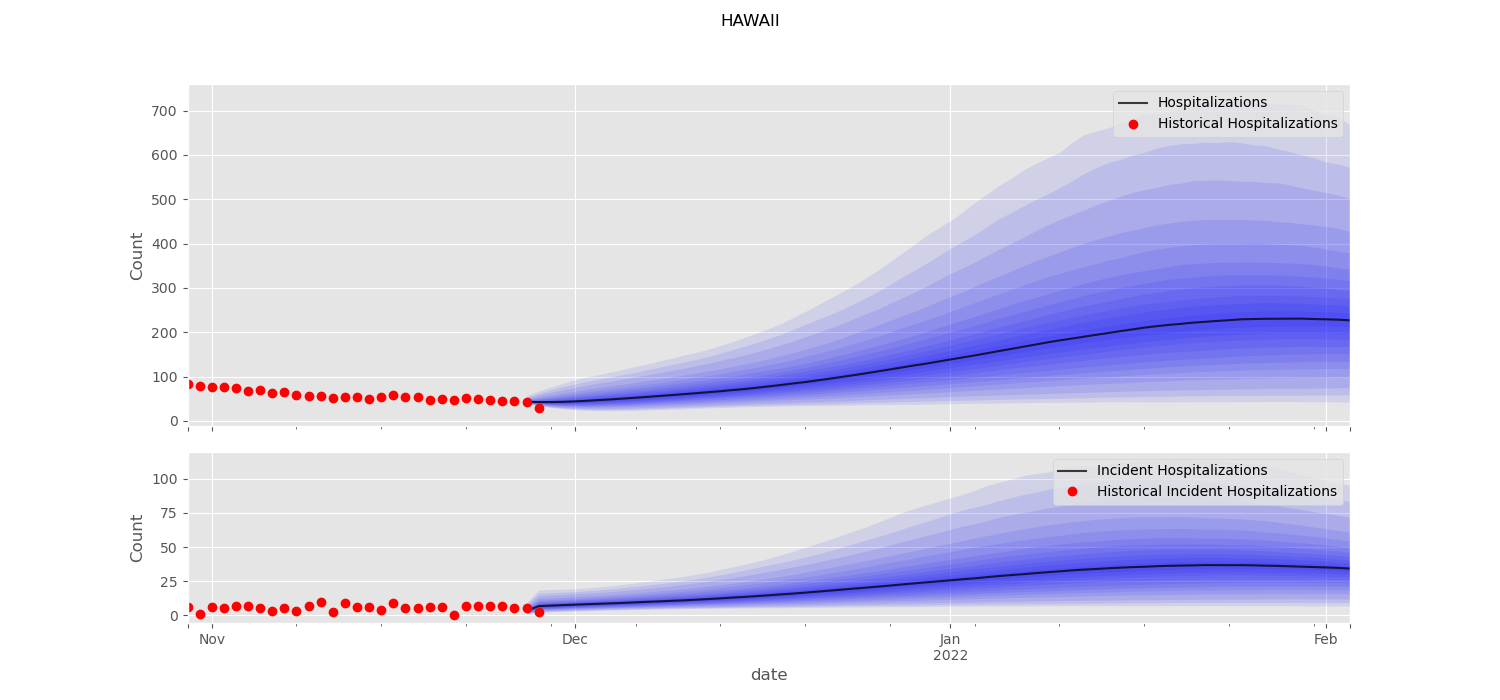 HAWAII
700
600
500
400
300
200
100
0
Count
Hospitalizations
Historical Hospitalizations
100
75
50
25
0
Count
Incident Hospitalizations
Historical Incident Hospitalizations
Nov
Dec
Jan
2022
Feb
date